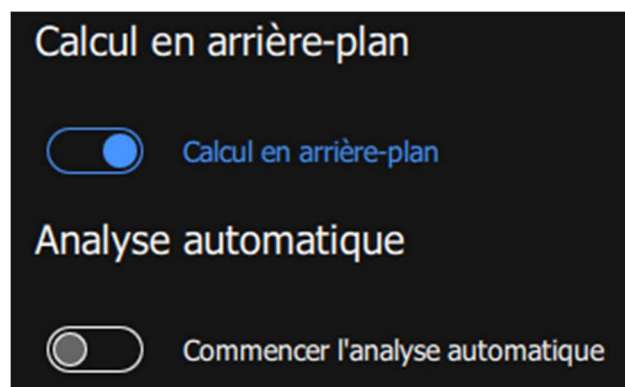 Calcul en arrière-plan
Calcul en arrière-plan
Analyse automatique
Commencer l'analyse automatique